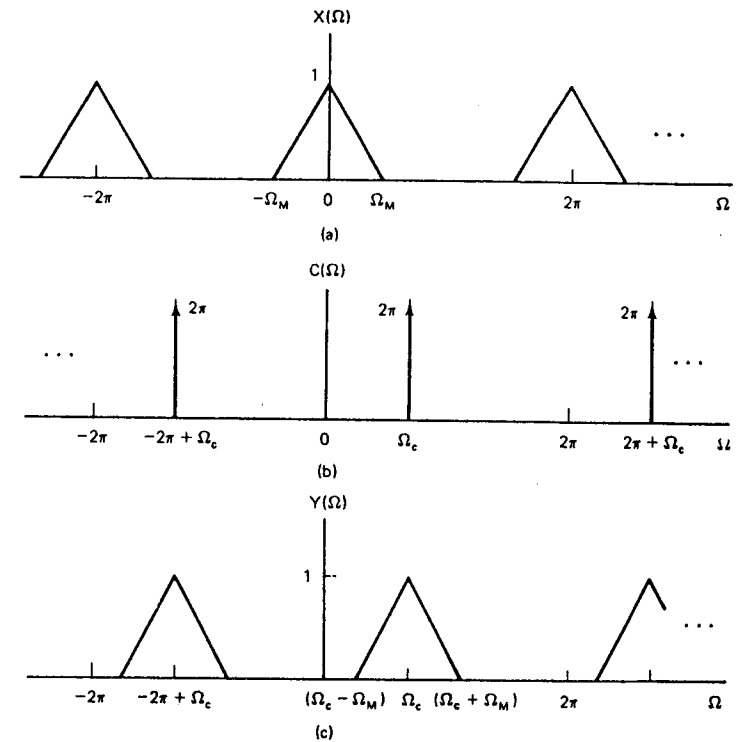 X(Ω)
1
. . .
−2π −Ω_M 0 Ω_M 2π Ω
(a)
C(Ω)
2π 2π 2π
. . . . . .
−2π −2π + Ω_c 0 Ω_c 2π 2π + Ω_c Ω
(b)
Y(Ω)
1
. . .
−2π −2π + Ω_c (Ω_c − Ω_M) Ω_c (Ω_c + Ω_M) 2π Ω
(c)